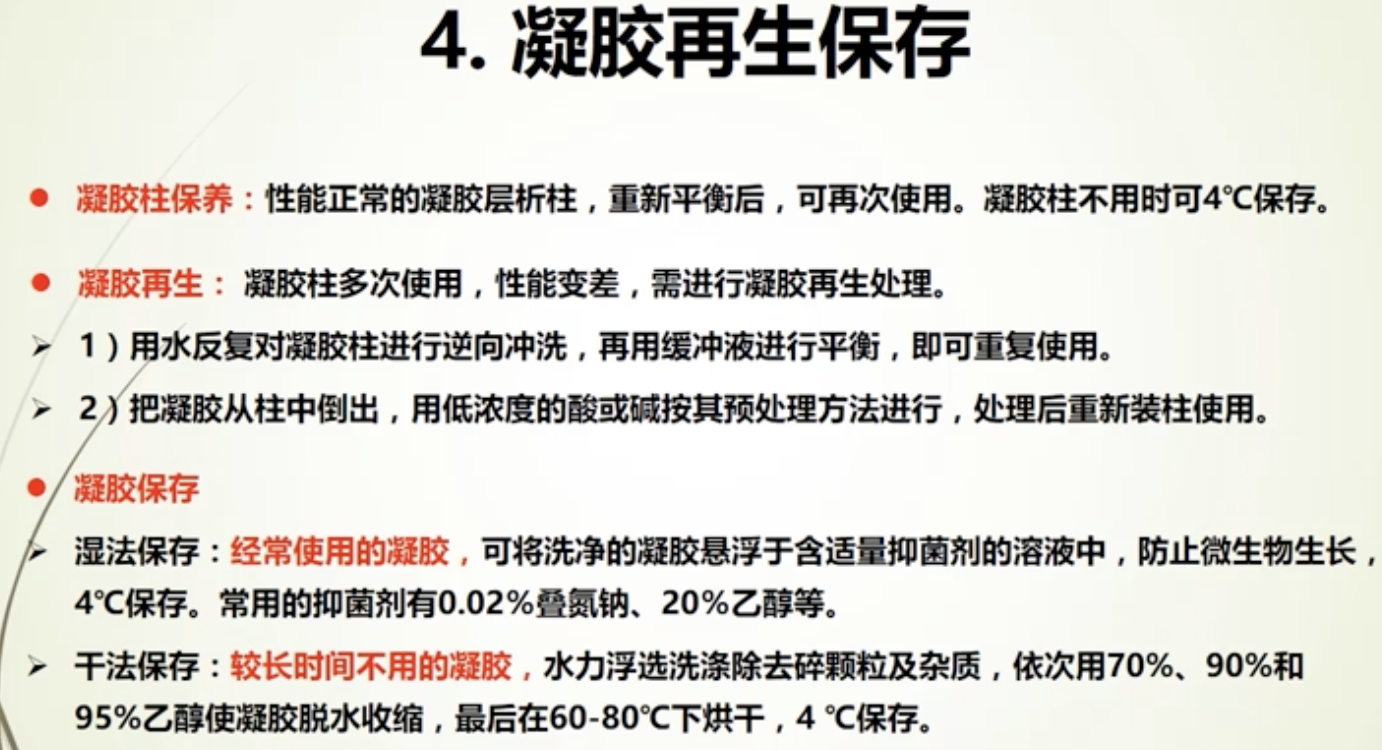 4. 凝胶再生保存
凝胶柱保养：性能正常的凝胶层析柱，重新平衡后，可再次使用。凝胶柱不用时可4℃保存。
凝胶再生： 凝胶柱多次使用，性能变差，需进行凝胶再生处理。
1）用水反复对凝胶柱进行逆向冲洗，再用缓冲液进行平衡，即可重复使用。
2）把凝胶从柱中倒出，用低浓度的酸或碱按其预处理方法进行，处理后重新装柱使用。
凝胶保存
湿法保存：经常使用的凝胶，可将洗净的凝胶悬浮于含适量抑菌剂的溶液中，防止微生物生长，
4℃保存。常用的抑菌剂有0.02%叠氮钠、20%乙醇等。
干法保存：较长时间不用的凝胶，水力浮选洗涤除去碎颗粒及杂质，依次用70%、90%和
95%乙醇使凝胶脱水收缩，最后在60-80℃下烘干，4 ℃保存。